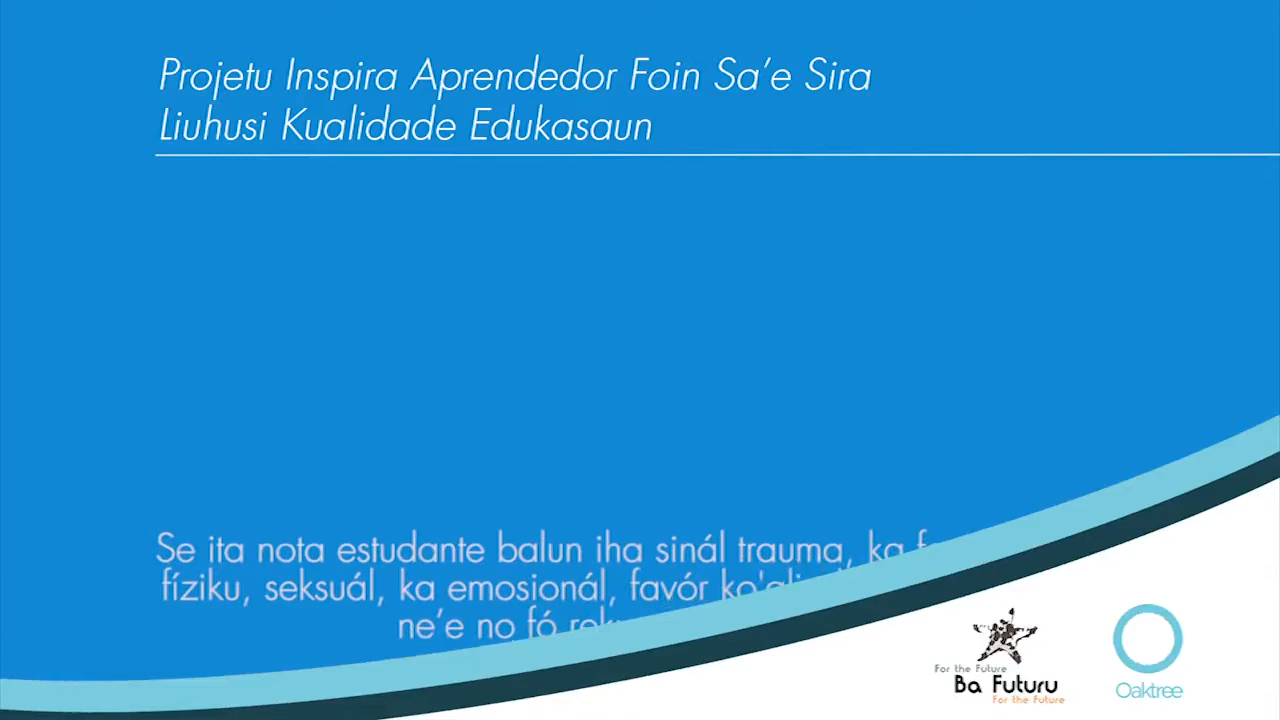 Projetu Inspira Aprendedor Foin Sa’e Sira
Liuhusi Kualidade Edukasaun
Se ita nota estudante balun iha sinál trauma, ka
fíziku, seksuál, ka emosionál, favór
ne’e no fó
For the Future
Ba Futuru
For the Future
Oaktree